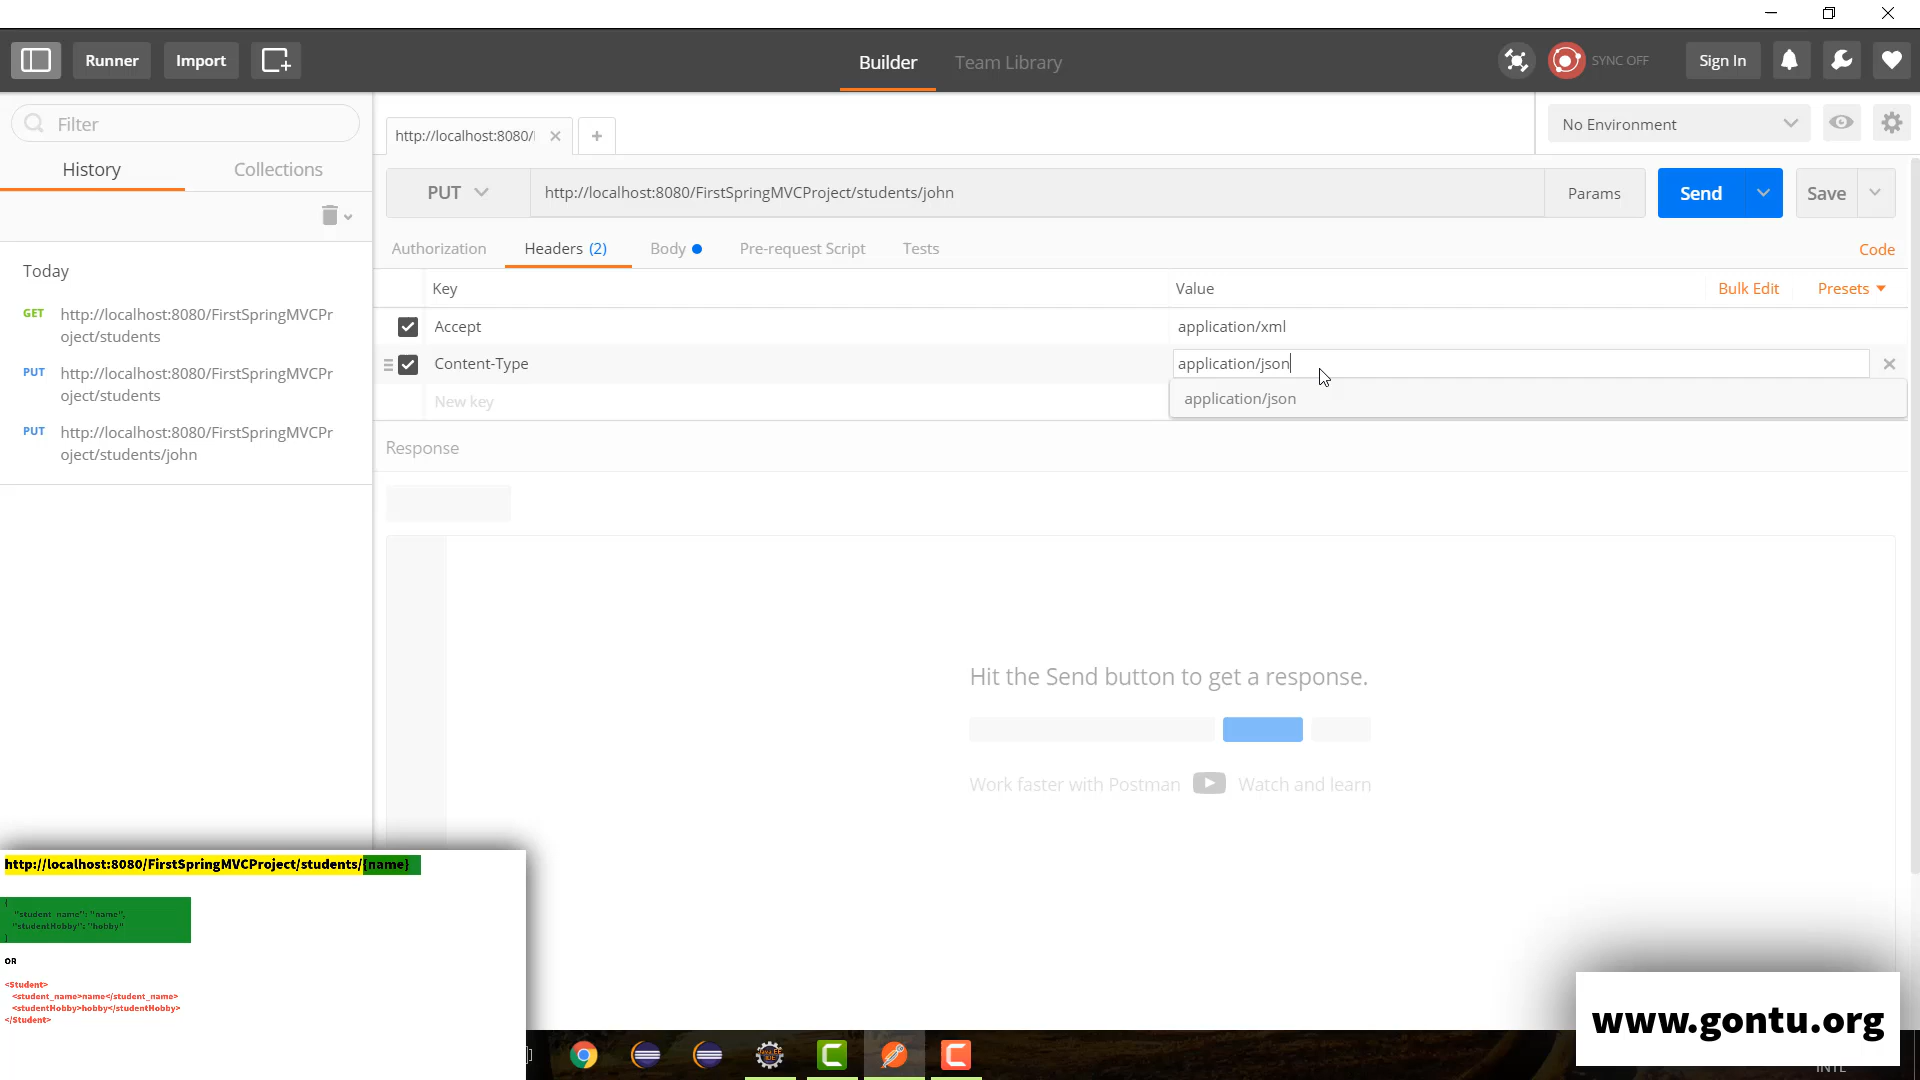 Runner
Import
Builder
Team Library
SYNC OFF
Sign In
Filter
History
Collections
http://localhost:8080/
No Environment
PUT
http://localhost:8080/FirstSpringMVCProject/students/john
Params
Send
Save
Authorization
Headers (2)
Body
Pre-request Script
Tests
Code
Key
Value
Bulk Edit
Presets
Accept
application/xml
Content-Type
application/json
New key
application/json
Today
GET http://localhost:8080/FirstSpringMVCPr
oject/students
PUT http://localhost:8080/FirstSpringMVCPr
oject/students
PUT http://localhost:8080/FirstSpringMVCPr
oject/students/john
Response
Hit the Send button to get a response.
Work faster with Postman
Watch and learn
http://localhost:8080/FirstSpringMVCProject/students/{name}
{
"student_name": "name",
"studentHobby": "hobby"
}
OR
<Student>
<student_name>name</student_name>
<studentHobby>hobby</studentHobby>
</Student>
www.gontu.org